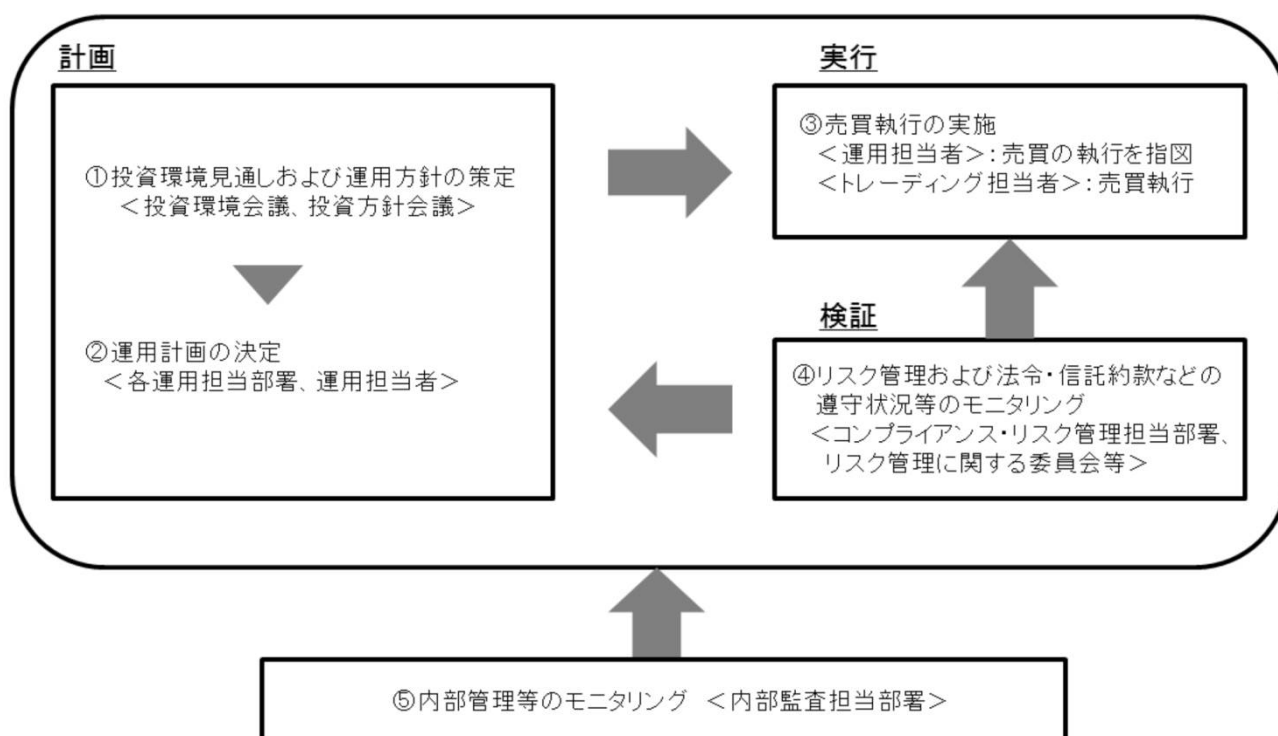 計画
①投資環境見通しおよび運用方針の策定
＜投資環境会議、投資方針会議＞
②運用計画の決定
＜各運用担当部署、運用担当者＞
実行
③売買執行の実施
＜運用担当者＞：売買の執行を指図
＜トレーディング担当者＞：売買執行
検証
④リスク管理および法令・信託約款などの
遵守状況等のモニタリング
＜コンプライアンス・リスク管理担当部署、
リスク管理に関する委員会等＞
⑤内部管理等のモニタリング ＜内部監査担当部署＞